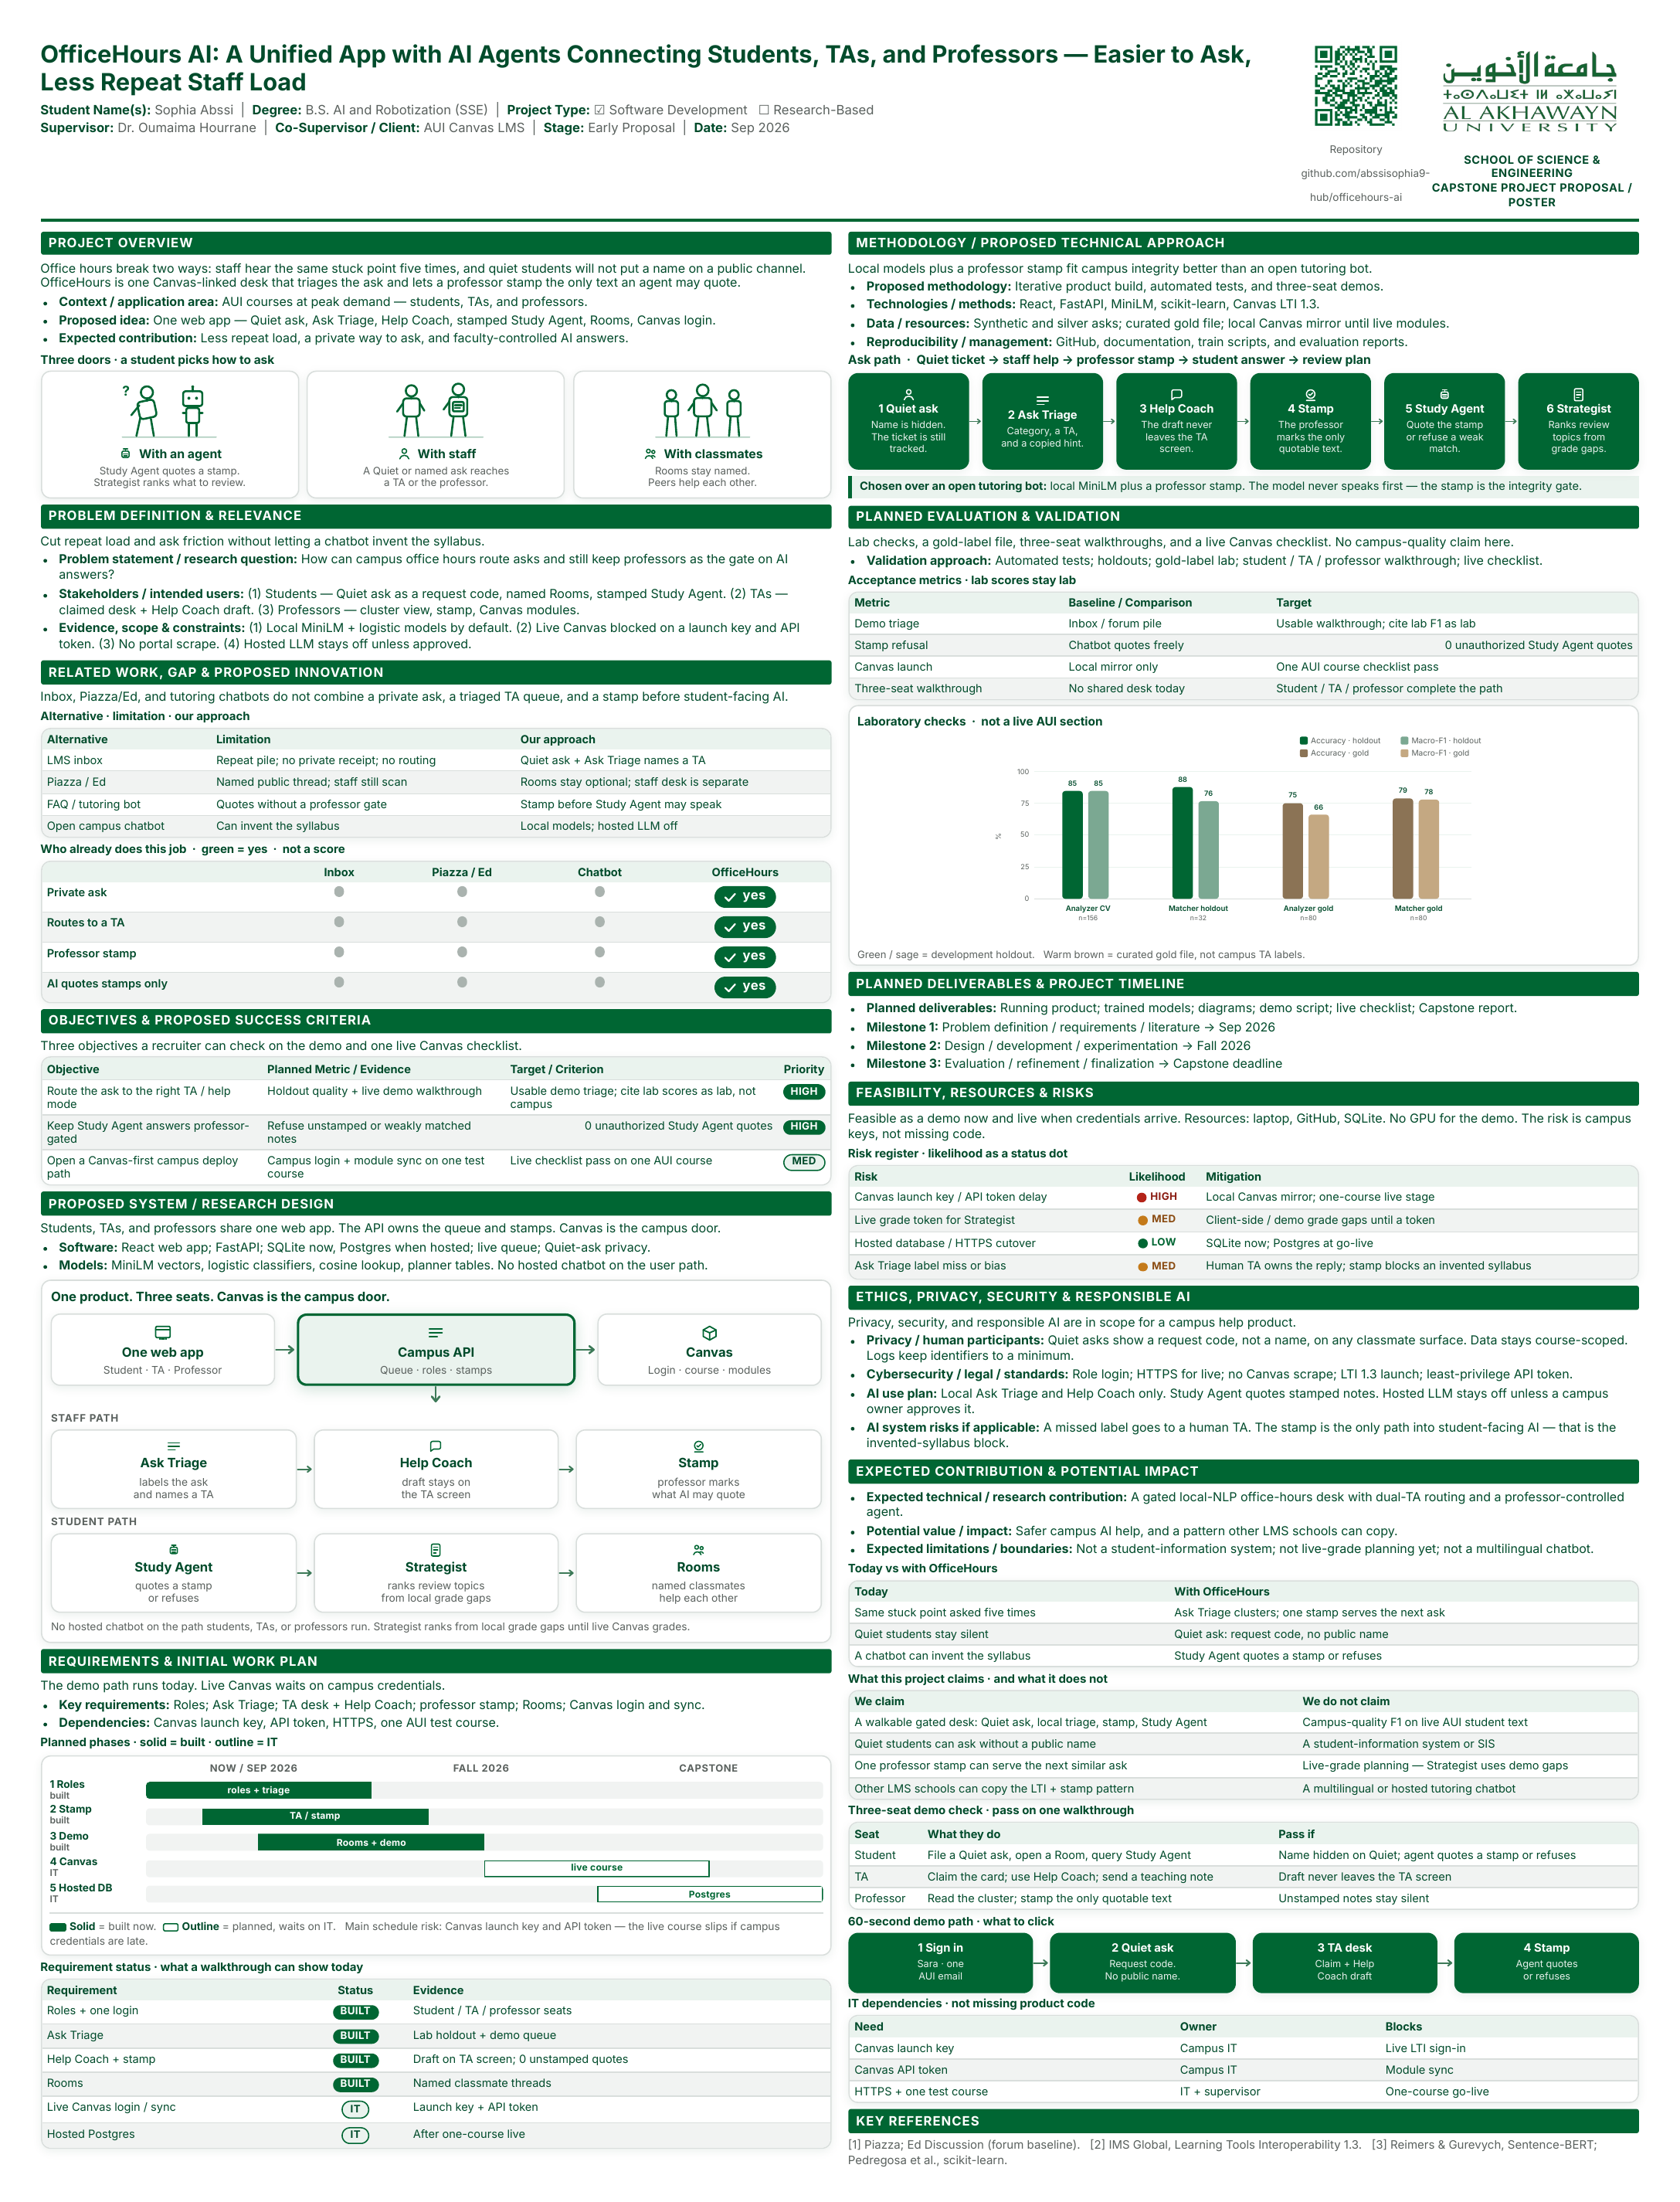 OfficeHours AI: A Unified App with AI Agents Connecting Students, TAs, and Professors — Easier to Ask,
Less Repeat Staff Load
Student Name(s): Sophia Abssi | Degree: B.S. AI and Robotization (SSE) | Project Type: ☑ Software Development ☐ Research-Based
Supervisor: Dr. Oumaima Hourrane | Co-Supervisor / Client: AUI Canvas LMS | Stage: Early Proposal | Date: Sep 2026
Repository
github.com/abssisophia9-
hub/officehours-ai
جامعة الأخوين
AL AKHAWAYN
UNIVERSITY
SCHOOL OF SCIENCE &
ENGINEERING
CAPSTONE PROJECT PROPOSAL /
POSTER
PROJECT OVERVIEW
Office hours break two ways: staff hear the same stuck point five times, and quiet students will not put a name on a public channel.
OfficeHours is one Canvas-linked desk that triages the ask and lets a professor stamp the only text an agent may quote.
• Context / application area: AUI courses at peak demand — students, TAs, and professors.
• Proposed idea: One web app — Quiet ask, Ask Triage, Help Coach, stamped Study Agent, Rooms, Canvas login.
• Expected contribution: Less repeat load, a private way to ask, and faculty-controlled AI answers.
Three doors · a student picks how to ask
?
With an agent
Study Agent quotes a stamp.
Strategist ranks what to review.
With staff
A Quiet or named ask reaches
a TA or the professor.
With classmates
Rooms stay named.
Peers help each other.
PROBLEM DEFINITION & RELEVANCE
Cut repeat load and ask friction without letting a chatbot invent the syllabus.
• Problem statement / research question: How can campus office hours route asks and still keep professors as the gate on AI
answers?
• Stakeholders / intended users: (1) Students — Quiet ask as a request code, named Rooms, stamped Study Agent. (2) TAs —
claimed desk + Help Coach draft. (3) Professors — cluster view, stamp, Canvas modules.
• Evidence, scope & constraints: (1) Local MiniLM + logistic models by default. (2) Live Canvas blocked on a launch key and API
token. (3) No portal scrape. (4) Hosted LLM stays off unless approved.
RELATED WORK, GAP & PROPOSED INNOVATION
Inbox, Piazza/Ed, and tutoring chatbots do not combine a private ask, a triaged TA queue, and a stamp before student-facing AI.
Alternative · limitation · our approach
Alternative Limitation Our approach
LMS inbox Repeat pile; no private receipt; no routing Quiet ask + Ask Triage names a TA
Piazza / Ed Named public thread; staff still scan Rooms stay optional; staff desk is separate
FAQ / tutoring bot Quotes without a professor gate Stamp before Study Agent may speak
Open campus chatbot Can invent the syllabus Local models; hosted LLM off
Who already does this job · green = yes · not a score
Inbox Piazza / Ed Chatbot OfficeHours
Private ask ✓ yes
Routes to a TA ✓ yes
Professor stamp ✓ yes
AI quotes stamps only ✓ yes
OBJECTIVES & PROPOSED SUCCESS CRITERIA
Three objectives a recruiter can check on the demo and one live Canvas checklist.
Objective Planned Metric / Evidence Target / Criterion Priority
Route the ask to the right TA / help mode Holdout quality + live demo walkthrough Usable demo triage; cite lab scores as lab, not campus HIGH
Keep Study Agent answers professor-gated Refuse unstamped or weakly matched notes 0 unauthorized Study Agent quotes HIGH
Open a Canvas-first campus deploy path Campus login + module sync on one test course Live checklist pass on one AUI course MED
PROPOSED SYSTEM / RESEARCH DESIGN
Students, TAs, and professors share one web app. The API owns the queue and stamps. Canvas is the campus door.
• Software: React web app; FastAPI; SQLite now, Postgres when hosted; live queue; Quiet-ask privacy.
• Models: MiniLM vectors, logistic classifiers, cosine lookup, planner tables. No hosted chatbot on the user path.
One product. Three seats. Canvas is the campus door.
One web app
Student · TA · Professor
Campus API
Queue · roles · stamps
Canvas
Login · course · modules
STAFF PATH
Ask Triage
labels the ask
and names a TA
Help Coach
draft stays on
the TA screen
Stamp
professor marks
what AI may quote
STUDENT PATH
Study Agent
quotes a stamp
or refuses
Strategist
ranks review topics
from local grade gaps
Rooms
named classmates
help each other
No hosted chatbot on the path students, TAs, or professors run. Strategist ranks from local grade gaps until live Canvas grades.
REQUIREMENTS & INITIAL WORK PLAN
The demo path runs today. Live Canvas waits on campus credentials.
• Key requirements: Roles; Ask Triage; TA desk + Help Coach; professor stamp; Rooms; Canvas login and sync.
• Dependencies: Canvas launch key, API token, HTTPS, one AUI test course.
Planned phases · solid = built · outline = IT
NOW / SEP 2026 FALL 2026 CAPSTONE
1 Roles
built
roles + triage
2 Stamp
built
TA / stamp
3 Demo
built
Rooms + demo
4 Canvas
IT
live course
5 Hosted DB
IT
Postgres
Solid = built now. Outline = planned, waits on IT. Main schedule risk: Canvas launch key and API token — the live course slips if campus
credentials are late.
Requirement status · what a walkthrough can show today
Requirement Status Evidence
Roles + one login BUILT Student / TA / professor seats
Ask Triage BUILT Lab holdout + demo queue
Help Coach + stamp BUILT Draft on TA screen; 0 unstamped quotes
Rooms BUILT Named classmate threads
Live Canvas login / sync IT Launch key + API token
Hosted Postgres IT After one-course live
METHODOLOGY / PROPOSED TECHNICAL APPROACH
Local models plus a professor stamp fit campus integrity better than an open tutoring bot.
• Proposed methodology: Iterative product build, automated tests, and three-seat demos.
• Technologies / methods: React, FastAPI, MiniLM, scikit-learn, Canvas LTI 1.3.
• Data / resources: Synthetic and silver asks; curated gold file; local Canvas mirror until live modules.
• Reproducibility / management: GitHub, documentation, train scripts, and evaluation reports.
Ask path · Quiet ticket → staff help → professor stamp → student answer → review plan
1 Quiet ask
Name is hidden.
The ticket is still
tracked.
2 Ask Triage
Category, a TA,
and a copied hint.
3 Help Coach
The draft never
leaves the TA
screen.
4 Stamp
The professor
marks the only
quotable text.
5 Study Agent
Quote the stamp
or refuse a weak
match.
6 Strategist
Ranks review
topics from
grade gaps.
Chosen over an open tutoring bot: local MiniLM plus a professor stamp. The model never speaks first — the stamp is the integrity gate.
PLANNED EVALUATION & VALIDATION
Lab checks, a gold-label file, three-seat walkthroughs, and a live Canvas checklist. No campus-quality claim here.
• Validation approach: Automated tests; holdouts; gold-label lab; student / TA / professor walkthrough; live checklist.
Acceptance metrics · lab scores stay lab
Metric Baseline / Comparison Target
Demo triage Inbox / forum pile Usable walkthrough; cite lab F1 as lab
Stamp refusal Chatbot quotes freely 0 unauthorized Study Agent quotes
Canvas launch Local mirror only One AUI course checklist pass
Three-seat walkthrough No shared desk today Student / TA / professor complete the path
Laboratory checks · not a live AUI section
Accuracy · holdout Macro-F1 · holdout
Accuracy · gold Macro-F1 · gold
%
100
75
50
25
0
85 85 88 76 75 66 79 78
Analyzer CV Matcher holdout Analyzer gold Matcher gold
n=156 n=32 n=80 n=80
Green / sage = development holdout. Warm brown = curated gold file, not campus TA labels.
PLANNED DELIVERABLES & PROJECT TIMELINE
• Planned deliverables: Running product; trained models; diagrams; demo script; live checklist; Capstone report.
• Milestone 1: Problem definition / requirements / literature → Sep 2026
• Milestone 2: Design / development / experimentation → Fall 2026
• Milestone 3: Evaluation / refinement / finalization → Capstone deadline
FEASIBILITY, RESOURCES & RISKS
Feasible as a demo now and live when credentials arrive. Resources: laptop, GitHub, SQLite. No GPU for the demo. The risk is campus
keys, not missing code.
Risk register · likelihood as a status dot
Risk Likelihood Mitigation
Canvas launch key / API token delay HIGH Local Canvas mirror; one-course live stage
Live grade token for Strategist MED Client-side / demo grade gaps until a token
Hosted database / HTTPS cutover LOW SQLite now; Postgres at go-live
Ask Triage label miss or bias MED Human TA owns the reply; stamp blocks an invented syllabus
ETHICS, PRIVACY, SECURITY & RESPONSIBLE AI
Privacy, security, and responsible AI are in scope for a campus help product.
• Privacy / human participants: Quiet asks show a request code, not a name, on any classmate surface. Data stays course-scoped.
Logs keep identifiers to a minimum.
• Cybersecurity / legal / standards: Role login; HTTPS for live; no Canvas scrape; LTI 1.3 launch; least-privilege API token.
• AI use plan: Local Ask Triage and Help Coach only. Study Agent quotes stamped notes. Hosted LLM stays off unless a campus
owner approves it.
• AI system risks if applicable: A missed label goes to a human TA. The stamp is the only path into student-facing AI — that is the
invented-syllabus block.
EXPECTED CONTRIBUTION & POTENTIAL IMPACT
• Expected technical / research contribution: A gated local-NLP office-hours desk with dual-TA routing and a professor-controlled
agent.
• Potential value / impact: Safer campus AI help, and a pattern other LMS schools can copy.
• Expected limitations / boundaries: Not a student-information system; not live-grade planning yet; not a multilingual chatbot.
Today vs with OfficeHours
Today With OfficeHours
Same stuck point asked five times Ask Triage clusters; one stamp serves the next ask
Quiet students stay silent Quiet ask: request code, no public name
A chatbot can invent the syllabus Study Agent quotes a stamp or refuses
What this project claims · and what it does not
We claim We do not claim
A walkable gated desk: Quiet ask, local triage, stamp, Study Agent Campus-quality F1 on live AUI student text
Quiet students can ask without a public name A student-information system or SIS
One professor stamp can serve the next similar ask Live-grade planning — Strategist uses demo gaps
Other LMS schools can copy the LTI + stamp pattern A multilingual or hosted tutoring chatbot
Three-seat demo check · pass on one walkthrough
Seat What they do Pass if
Student File a Quiet ask, open a Room, query Study Agent Name hidden on Quiet; agent quotes a stamp or refuses
TA Claim the card; use Help Coach; send a teaching note Draft never leaves the TA screen
Professor Read the cluster; stamp the only quotable text Unstamped notes stay silent
60-second demo path · what to click
1 Sign in
Sara · one
AUI email
2 Quiet ask
Request code.
No public name.
3 TA desk
Claim + Help
Coach draft
4 Stamp
Agent quotes
or refuses
IT dependencies · not missing product code
Need Owner Blocks
Canvas launch key Campus IT Live LTI sign-in
Canvas API token Campus IT Module sync
HTTPS + one test course IT + supervisor One-course go-live
KEY REFERENCES
[1] Piazza; Ed Discussion (forum baseline). [2] IMS Global, Learning Tools Interoperability 1.3. [3] Reimers & Gurevych, Sentence-BERT;
Pedregosa et al., scikit-learn.